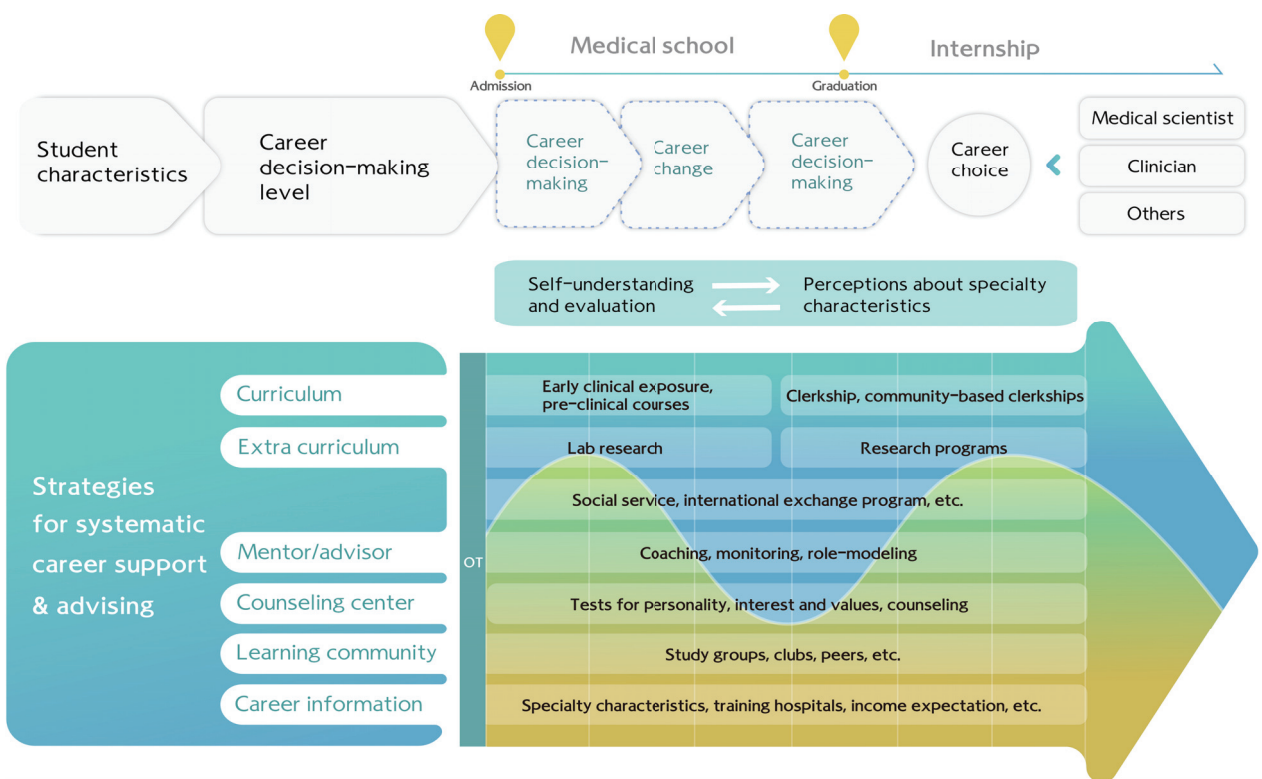 Medical school
Internship
Admission
Graduation
Student
characteristics
Career
decision-making
level
Career
decision-
making
Career
change
Career
decision-
making
Career
choice
Medical scientist
Clinician
Others
Self-understanding
and evaluation
Perceptions about specialty
characteristics
Strategies
for systematic
career support
& advising
Curriculum
Extra curriculum
Mentor/advisor
Counseling center
Learning community
Career information
OT
Early clinical exposure,
pre-clinical courses
Clerkship, community-based clerkships
Lab research
Research programs
Social service, international exchange program, etc.
Coaching, monitoring, role-modeling
Tests for personality, interest and values, counseling
Study groups, clubs, peers, etc.
Specialty characteristics, training hospitals, income expectation, etc.